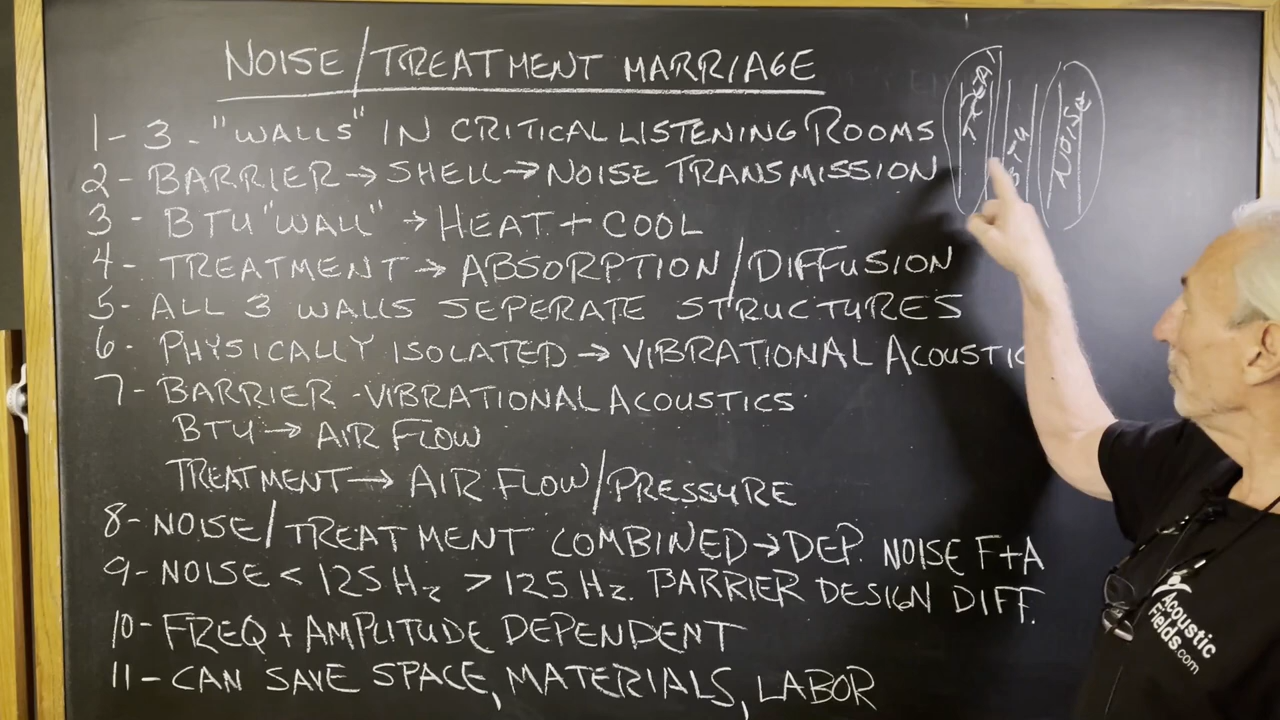 NOISE/TREATMENT MARRIAGE
1- 3- "WALLS" IN CRITICAL LISTENING ROOMS
2- BARRIER → SHELL → NOISE TRANSMISSION
3- BTU "WALL" → HEAT + COOL
4- TREATMENT → ABSORPTION/DIFFUSION
5- ALL 3 WALLS SEPERATE STRUCTURES
6- PHYSICALLY ISOLATED → VIBRATIONAL ACOUSTIC
7- BARRIER - VIBRATIONAL ACOUSTICS
BTU → AIR FLOW
TREATMENT → AIR FLOW/PRESSURE
8- NOISE/TREATMENT COMBINED → DEP. NOISE F+A
9- NOISE < 125 Hz > 125 Hz. BARRIER DESIGN DIFF.
10- FREQ + AMPLITUDE DEPENDENT
11- CAN SAVE SPACE, MATERIALS, LABOR
TREAT
NOISE
Acoustic
Fields.com